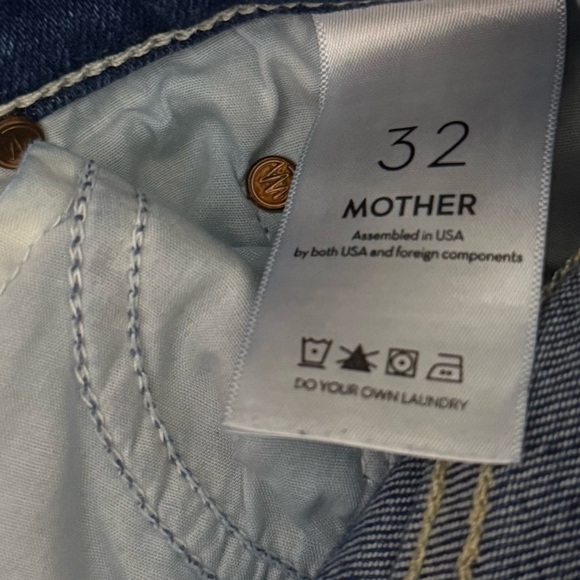 32
MOTHER
Assembled in USA
by both USA and foreign components
DO YOUR OWN LAUNDRY